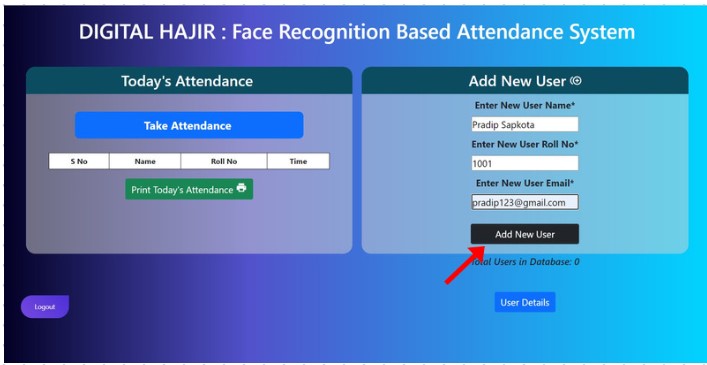 DIGITAL HAJIR : Face Recognition Based Attendance System
Today's Attendance
Take Attendance
S No Name Roll No Time
Print Today's Attendance
Add New User
Enter New User Name*
Pradip Sapkota
Enter New User Roll No*
1001
Enter New User Email*
pradip123@gmail.com
Add New User
Total Users in Database: 0
User Details
Logout